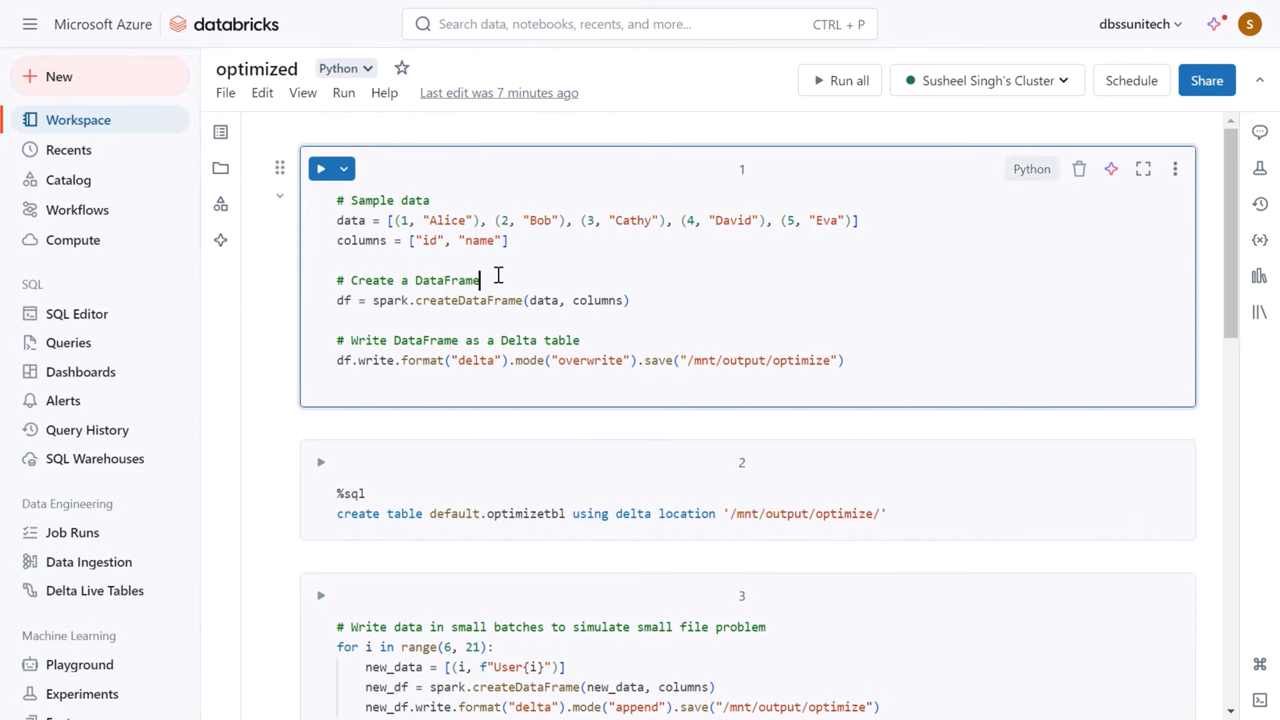 Microsoft Azure
databricks
Search data, notebooks, recents, and more...
CTRL + P
dbssunitech
S
New
Workspace
Recents
Catalog
Workflows
Compute
SQL
SQL Editor
Queries
Dashboards
Alerts
Query History
SQL Warehouses
Data Engineering
Job Runs
Data Ingestion
Delta Live Tables
Machine Learning
Playground
Experiments
optimized
Python
Run all
Susheel Singh's Cluster
Schedule
Share
File Edit View Run Help Last edit was 7 minutes ago
1
Python
# Sample data
data = [(1, "Alice"), (2, "Bob"), (3, "Cathy"), (4, "David"), (5, "Eva")]
columns = ["id", "name"]
# Create a DataFrame
df = spark.createDataFrame(data, columns)
# Write DataFrame as a Delta table
df.write.format("delta").mode("overwrite").save("/mnt/output/optimize")
2
%sql
create table default.optimizetbl using delta location '/mnt/output/optimize/'
3
# Write data in small batches to simulate small file problem
for i in range(6, 21):
new_data = [(i, f"User{i}")]
new_df = spark.createDataFrame(new_data, columns)
new_df.write.format("delta").mode("append").save("/mnt/output/optimize")